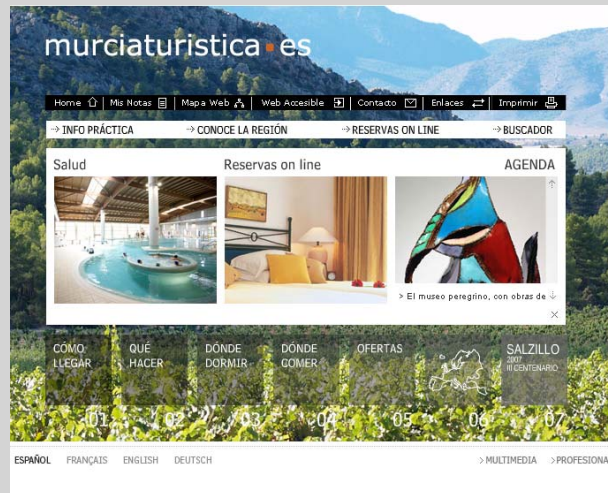 murciaturistica.es
Home | Mis Notas | Mapa Web | Web Accesible | Contacto | Enlaces | Imprimir
INFO PRÁCTICA CONOCE LA REGIÓN RESERVAS ON LINE BUSCADOR
Salud Reservas on line AGENDA
> El museo peregrino, con obras de
CÓMO LLEGAR
QUÉ HACER
DÓNDE DORMIR
DÓNDE COMER
OFERTAS
SALZILLO
2007
III CENTENARIO
01 02 03 04 05 06 07
ESPAÑOL FRANÇAIS ENGLISH DEUTSCH >MULTIMEDIA >PROFESIONA